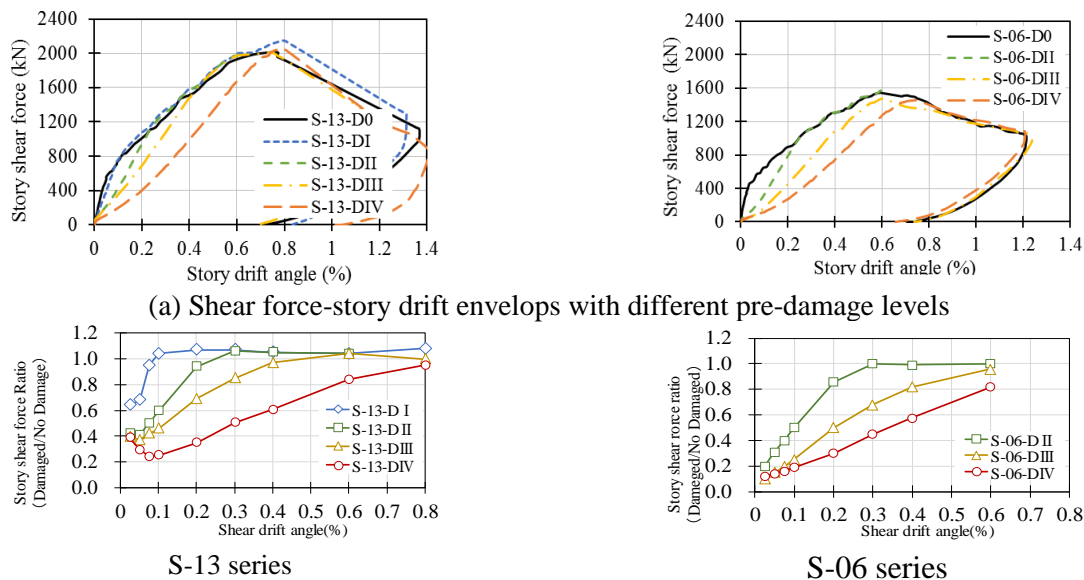 Story shear force (kN)
2400
2000
1600
1200
800
400
0
S-13-D0
S-13-DI
S-13-DII
S-13-DIII
S-13-DIV
0 0.2 0.4 0.6 0.8 1 1.2 1.4
Story drift angle (%)
Story shear force (kN)
2400
2000
1600
1200
800
400
0
S-06-D0
S-06-DII
S-06-DIII
S-06-DIV
0 0.2 0.4 0.6 0.8 1 1.2 1.4
Story drift angle (%)
(a) Shear force-story drift envelops with different pre-damage levels
Story shear force Ratio
(Damaged/No Damage)
1.2
1.0
0.8
0.6
0.4
0.2
0.0
S-13-D I
S-13-D II
S-13-DIII
S-13-DIV
0 0.1 0.2 0.3 0.4 0.5 0.6 0.7 0.8
Shear drift angle(%)
S-13 series
Story shear ronce ratio
(Dameged/No Damaged)
1.2
1.0
0.8
0.6
0.4
0.2
0.0
S-06-D II
S-06-DIII
S-06-DIV
0 0.1 0.2 0.3 0.4 0.5 0.6 0.7 0.8
Shear drift angle(%)
S-06 series